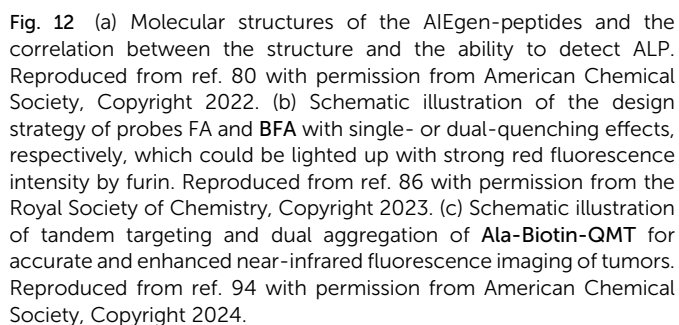 Fig. 12 (a) Molecular structures of the AIEgen-peptides and the
correlation between the structure and the ability to detect ALP.
Reproduced from ref. 80 with permission from American Chemical
Society, Copyright 2022. (b) Schematic illustration of the design
strategy of probes FA and BFA with single- or dual-quenching effects,
respectively, which could be lighted up with strong red fluorescence
intensity by furin. Reproduced from ref. 86 with permission from the
Royal Society of Chemistry, Copyright 2023. (c) Schematic illustration
of tandem targeting and dual aggregation of Ala-Biotin-QMT for
accurate and enhanced near-infrared fluorescence imaging of tumors.
Reproduced from ref. 94 with permission from American Chemical
Society, Copyright 2024.